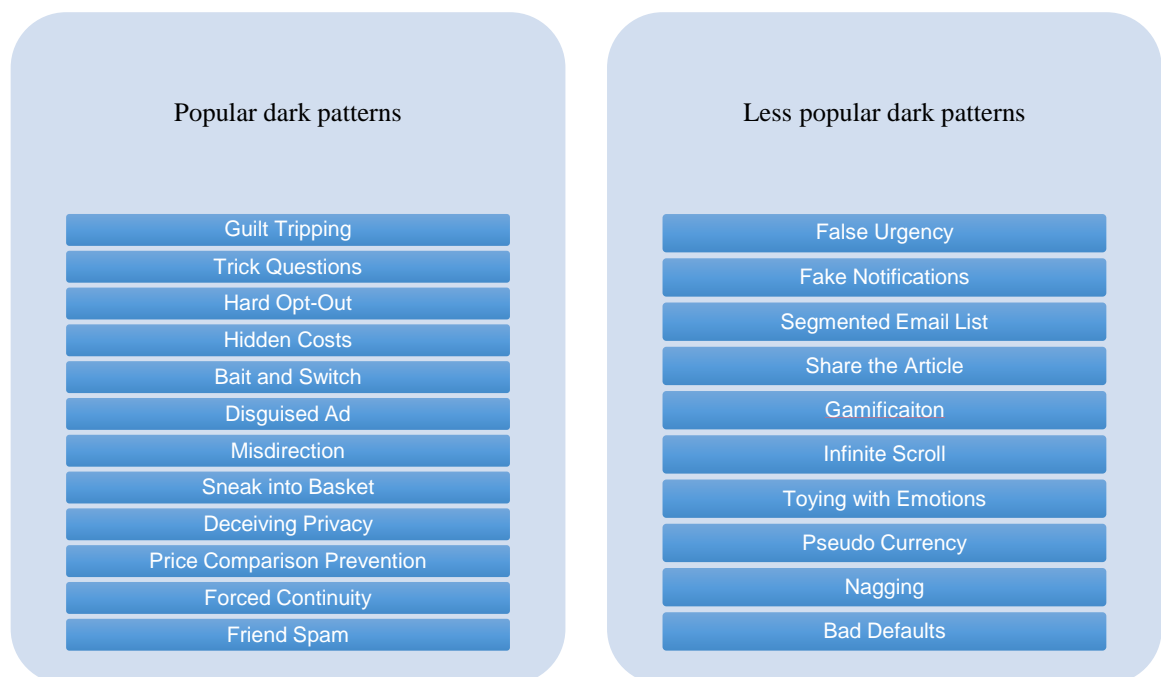 Popular dark patterns
Guilt Tripping
Trick Questions
Hard Opt-Out
Hidden Costs
Bait and Switch
Disguised Ad
Misdirection
Sneak into Basket
Deceiving Privacy
Price Comparison Prevention
Forced Continuity
Friend Spam
Less popular dark patterns
False Urgency
Fake Notifications
Segmented Email List
Share the Article
Gamificaiton
Infinite Scroll
Toying with Emotions
Pseudo Currency
Nagging
Bad Defaults